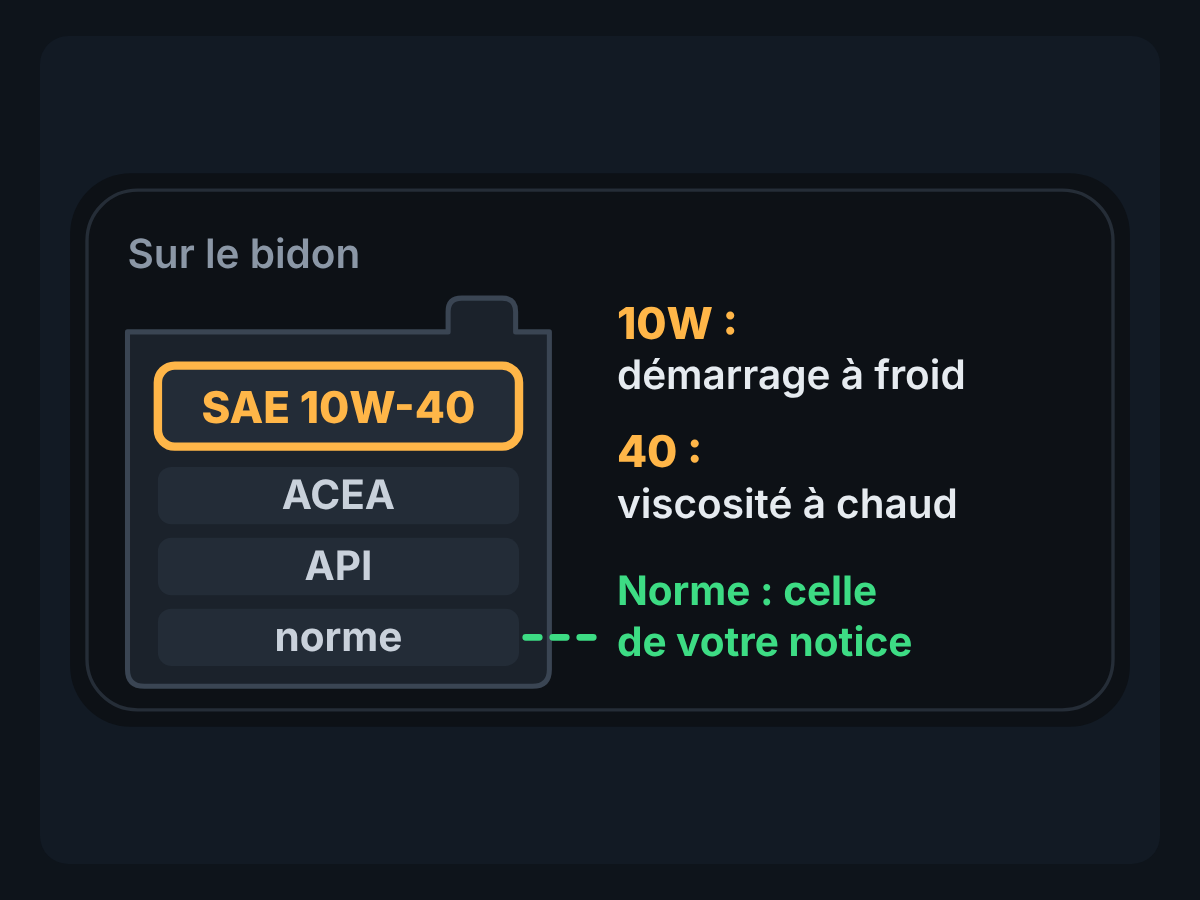 Sur le bidon
SAE 10W-40
ACEA
API
norme
10W :
démarrage à froid
40 :
viscosité à chaud
Norme : celle
de votre notice